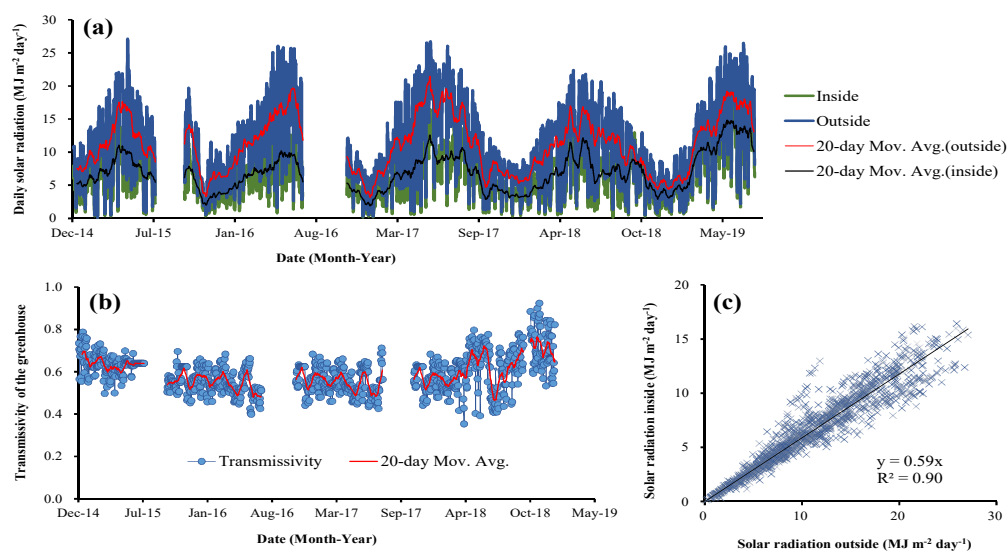 (a)
Daily solar radiation (MJ m⁻² day⁻¹)
30
25
20
15
10
5
0
Dec-14 Jul-15 Jan-16 Aug-16 Mar-17 Sep-17 Apr-18 Oct-18 May-19
Date (Month-Year)
Inside
Outside
20-day Mov. Avg.(outside)
20-day Mov. Avg.(inside)
(b)
Transmissivity of the greenhouse
1.0
0.8
0.6
0.4
0.2
0.0
Transmissivity 20-day Mov. Avg.
Dec-14 Jul-15 Jan-16 Aug-16 Mar-17 Sep-17 Apr-18 Oct-18 May-19
Date (Month-Year)
(c)
Solar radiation inside (MJ m⁻² day⁻¹)
20
15
10
5
0
y = 0.59x
R² = 0.90
0 10 20 30
Solar radiation outside (MJ m⁻² day⁻¹)